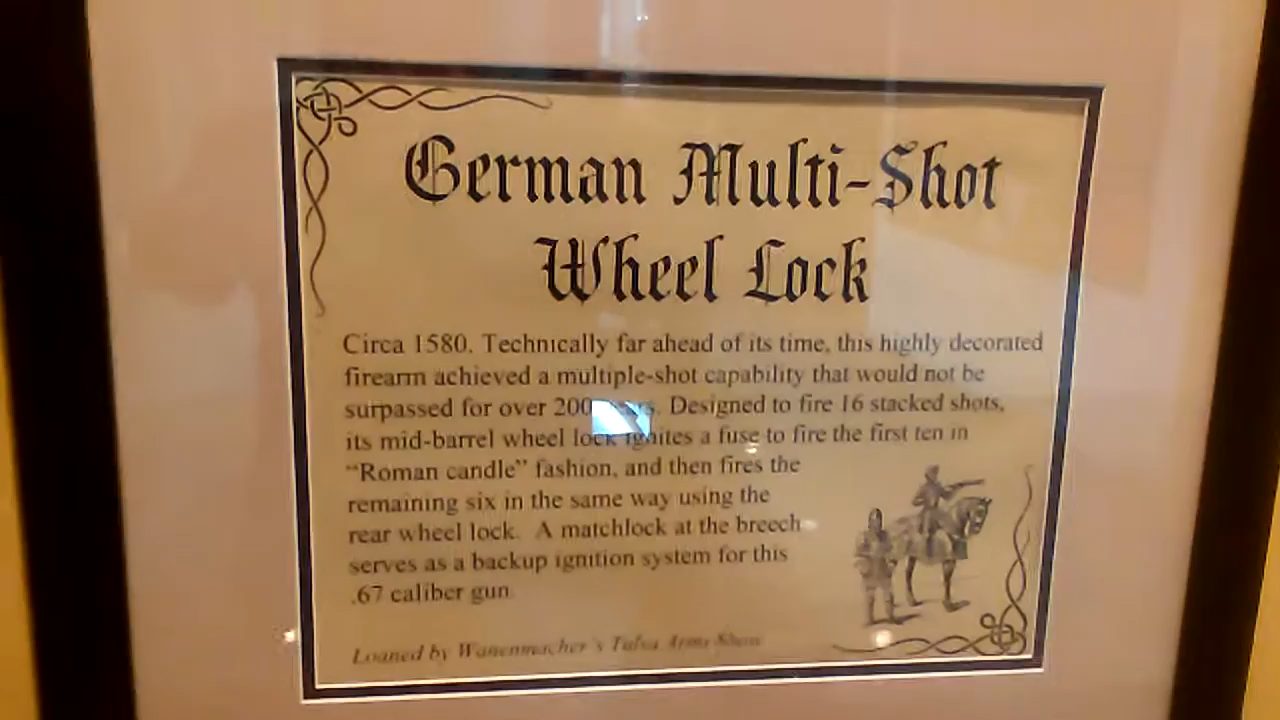 German Multi-Shot
Wheel Lock
Circa 1580. Technically far ahead of its time, this highly decorated
firearm achieved a multiple-shot capability that would not be
surpassed for over 200 years. Designed to fire 16 stacked shots,
its mid-barrel wheel lock ignites a fuse to fire the first ten in
“Roman candle” fashion, and then fires the
remaining six in the same way using the
rear wheel lock. A matchlock at the breech
serves as a backup ignition system for this
.67 caliber gun.
Loaned by Wanenmacher's Tulsa Arms Show